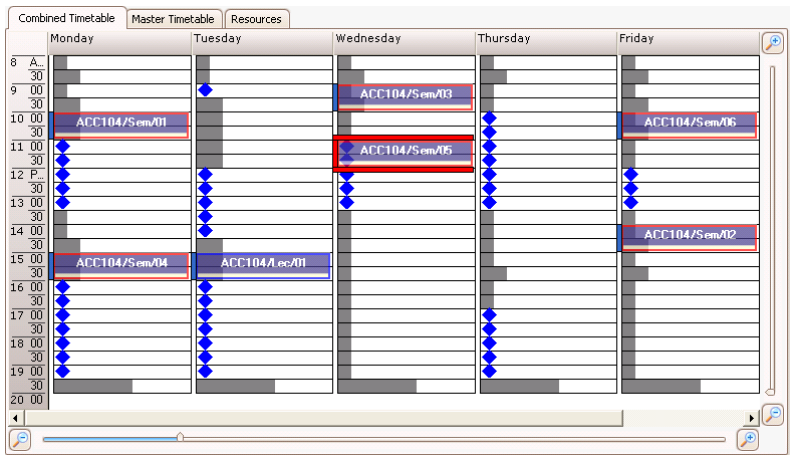 Combined Timetable Master Timetable Resources
Monday Tuesday Wednesday Thursday Friday
8 A...
30
9 00
ACC104/Sem/03
30
10 00
ACC104/Sem/01 ACC104/Sem/06
30
11 00
ACC104/Sem/05
30
12 P...
30
13 00
30
14 00
ACC104/Sem/02
30
15 00
ACC104/Sem/04 ACC104/Lec/01
30
16 00
30
17 00
30
18 00
30
19 00
30
20 00